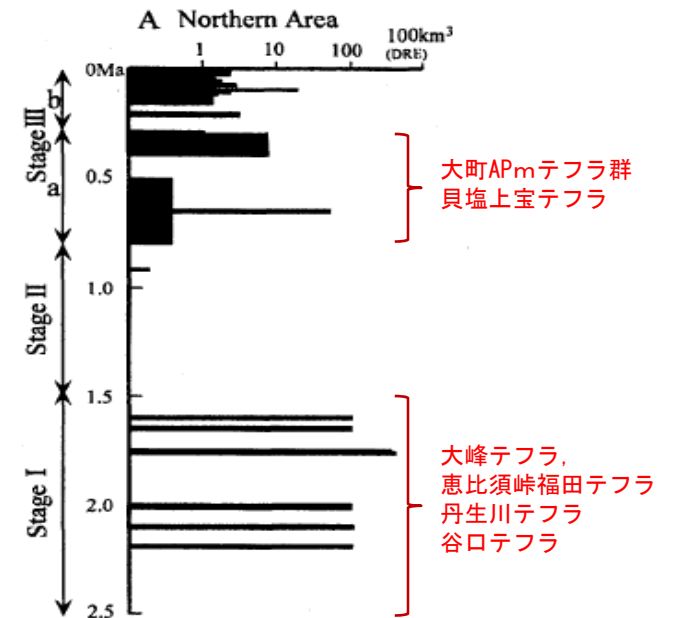 A Northern Area
1 10 100 100km³
(DRE)
0Ma
b
Stage III
a
0.5
大町APmテフラ群
貝塩上宝テフラ
Stage II
1.0
1.5
Stage I
2.0
2.5
大峰テフラ,
恵比須峠福田テフラ
丹生川テフラ
谷口テフラ